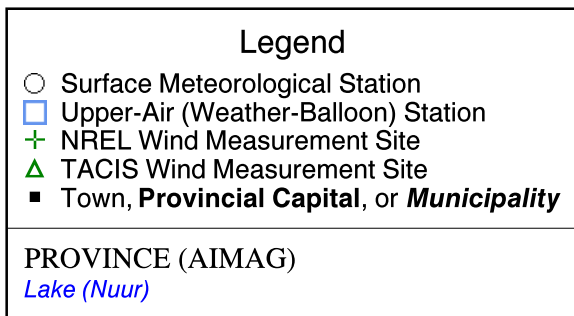 Legend
Surface Meteorological Station
Upper-Air (Weather-Balloon) Station
NREL Wind Measurement Site
TACIS Wind Measurement Site
Town, Provincial Capital, or Municipality
PROVINCE (AIMAG)
Lake (Nuur)